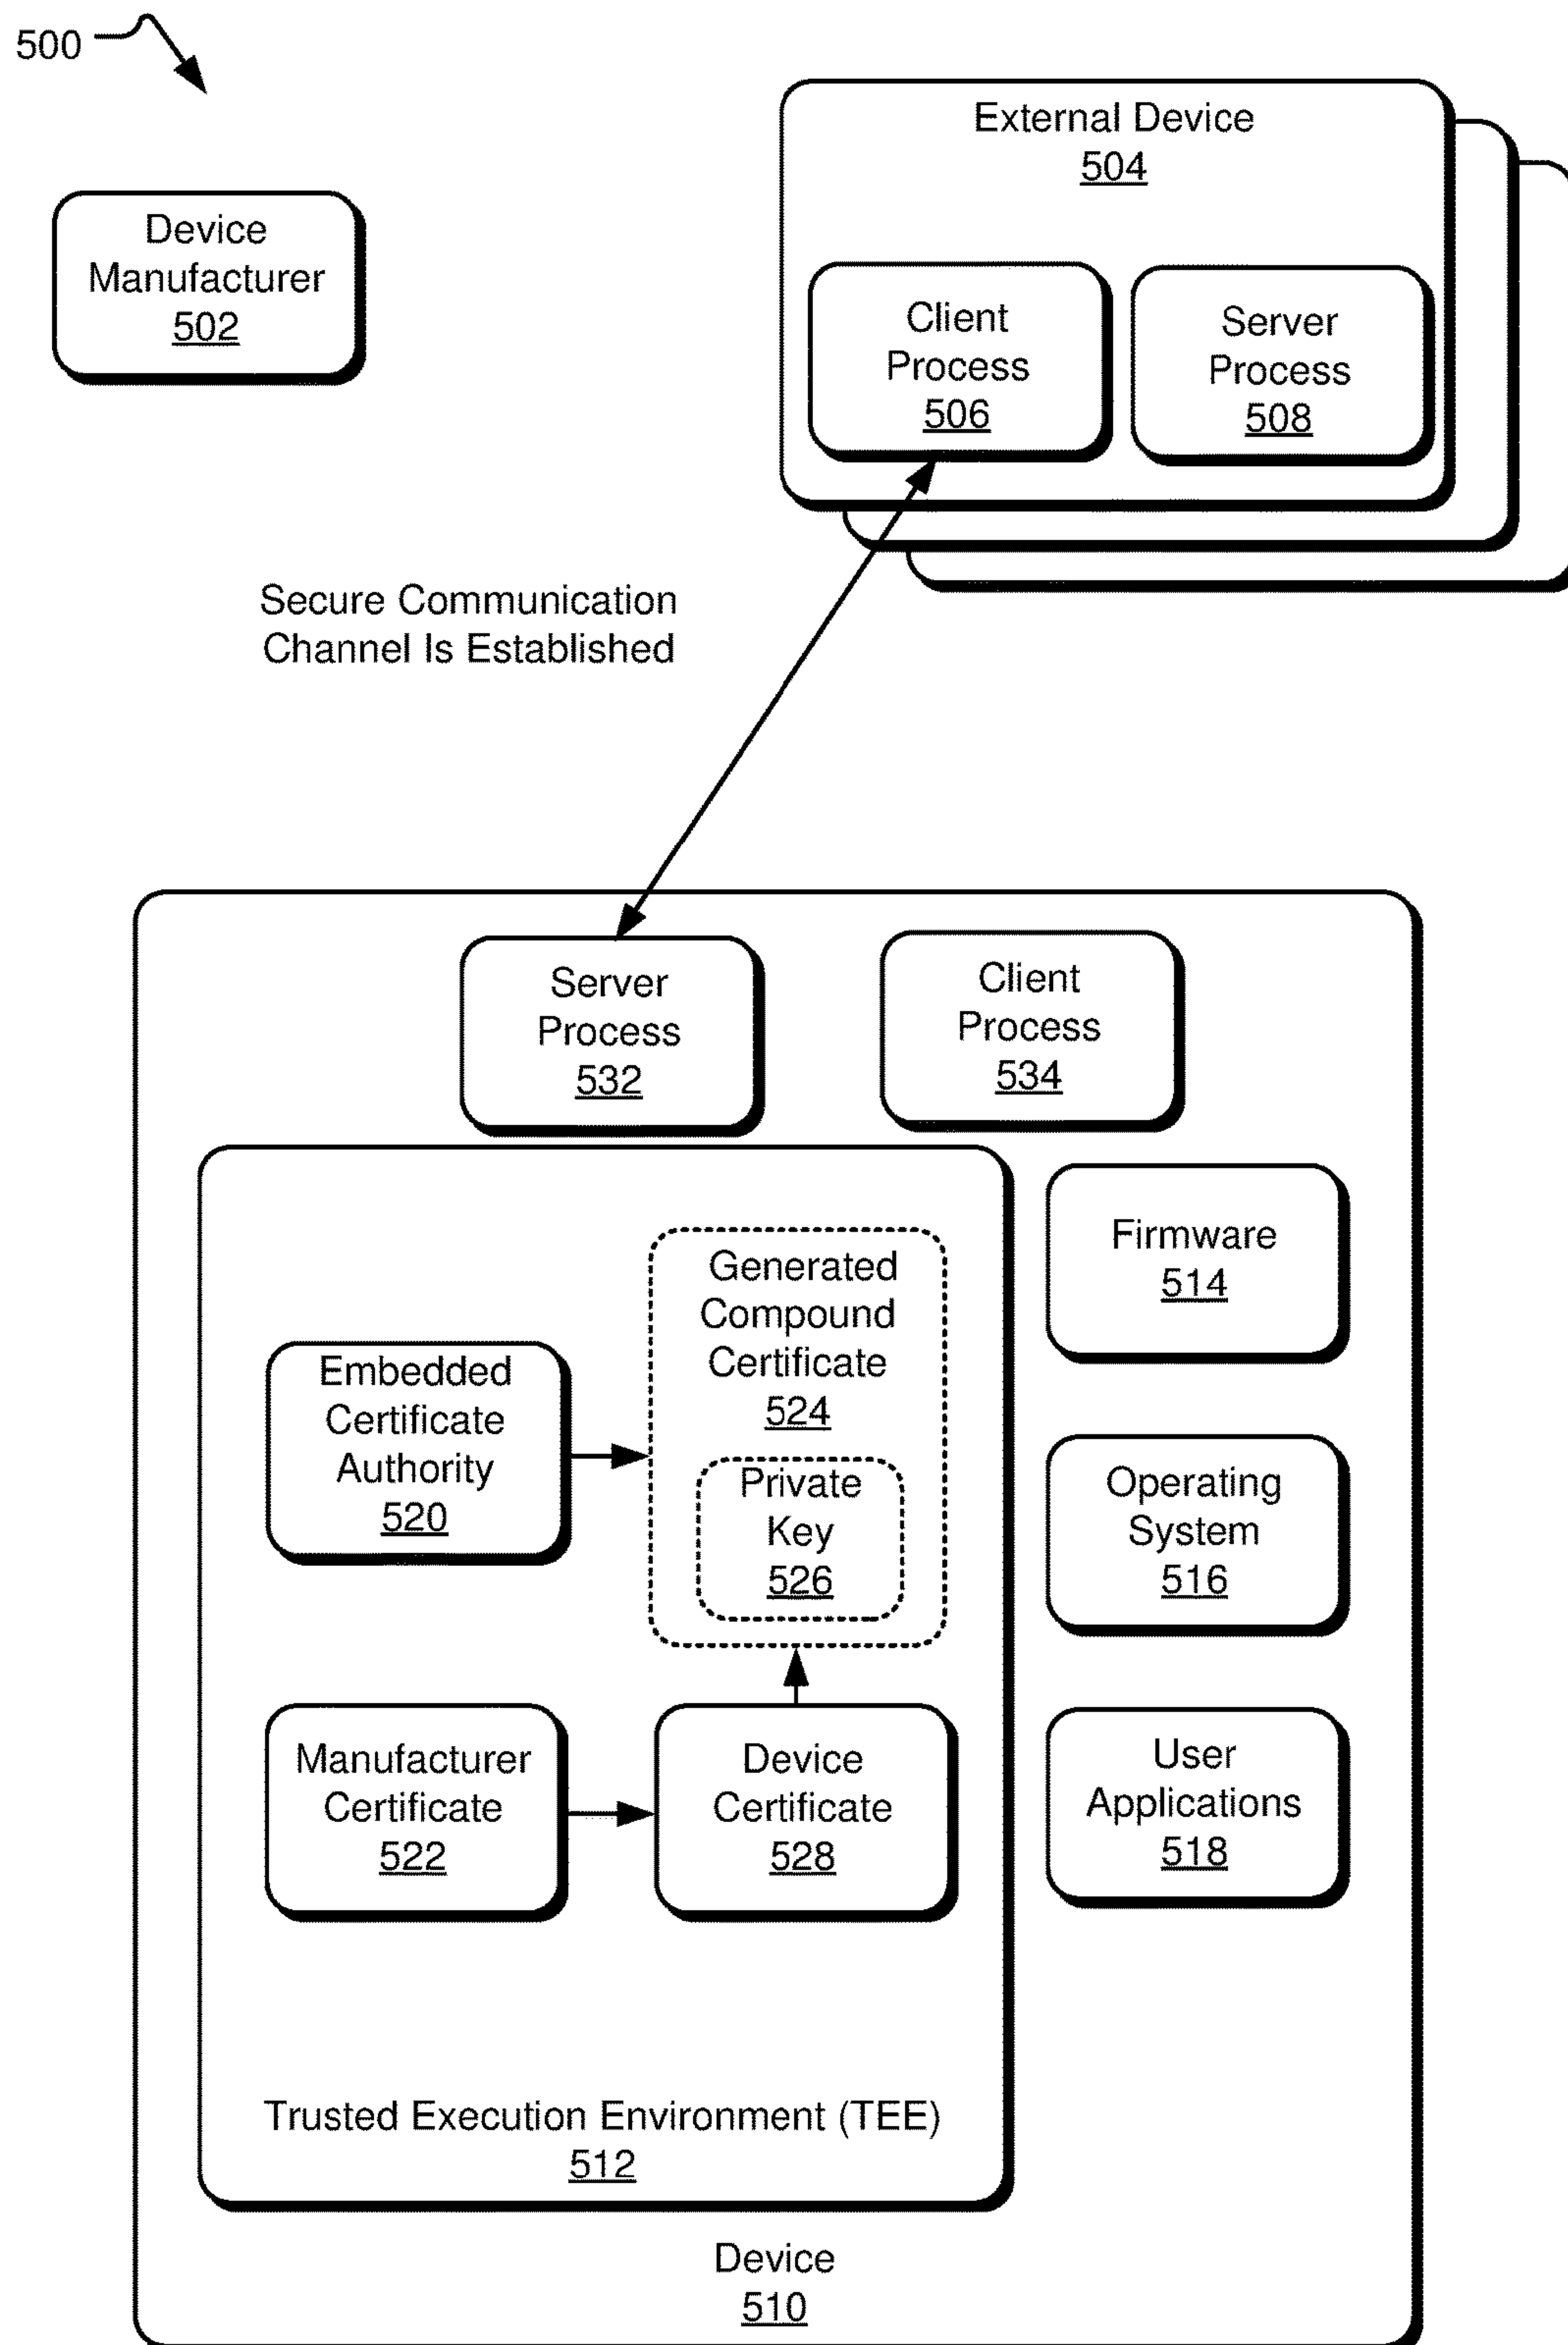 500
Device
Manufacturer
502
External Device
504
Client
Process
506
Server
Process
508
Secure Communication
Channel Is Established
Server
Process
532
Client
Process
534
Generated
Compound
Certificate
524
Private
Key
526
Embedded
Certificate
Authority
520
Manufacturer
Certificate
522
Device
Certificate
528
Firmware
514
Operating
System
516
User
Applications
518
Trusted Execution Environment (TEE)
512
Device
510